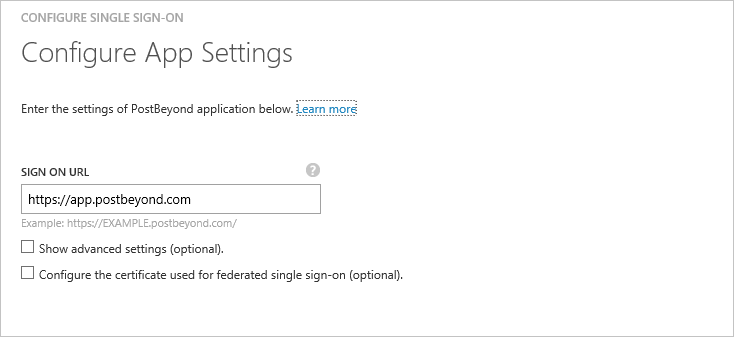 CONFIGURE SINGLE SIGN-ON
Configure App Settings
Enter the settings of PostBeyond application below. Learn more
SIGN ON URL
?
https://app.postbeyond.com
Example: https://EXAMPLE.postbeyond.com/
Show advanced settings (optional).
Configure the certificate used for federated single sign-on (optional).